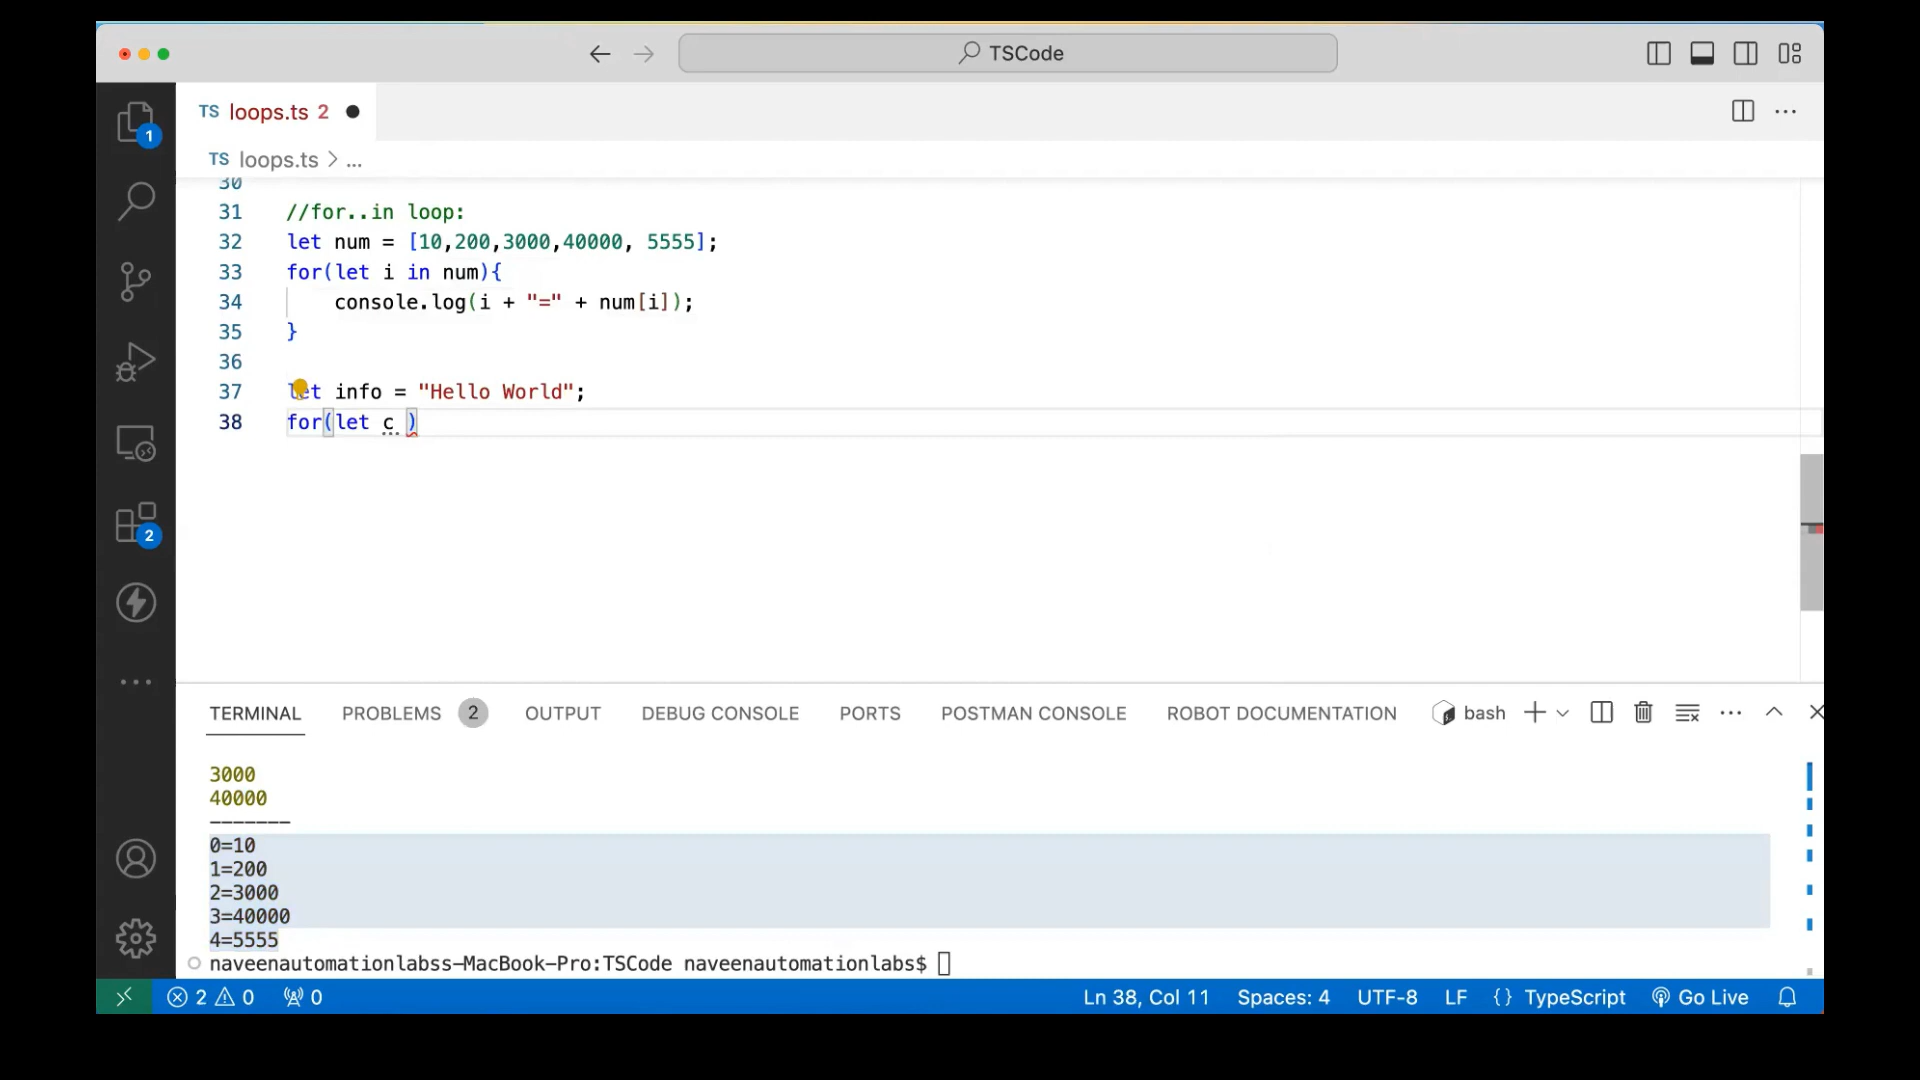 TSCode
TS loops.ts 2
1
TS loops.ts > ...
30
31 //for..in loop:
32 let num = [10,200,3000,40000, 5555];
33 for(let i in num){
34 console.log(i + "=" + num[i]);
35 }
36
37 let info = "Hello World";
38 for(let c )
2
TERMINAL PROBLEMS 2 OUTPUT DEBUG CONSOLE PORTS POSTMAN CONSOLE ROBOT DOCUMENTATION bash
3000
40000
-------
0=10
1=200
2=3000
3=40000
4=5555
naveenautomationlabss-MacBook-Pro:TSCode naveenautomationlabs$
2 0 0 Ln 38, Col 11 Spaces: 4 UTF-8 LF {} TypeScript Go Live